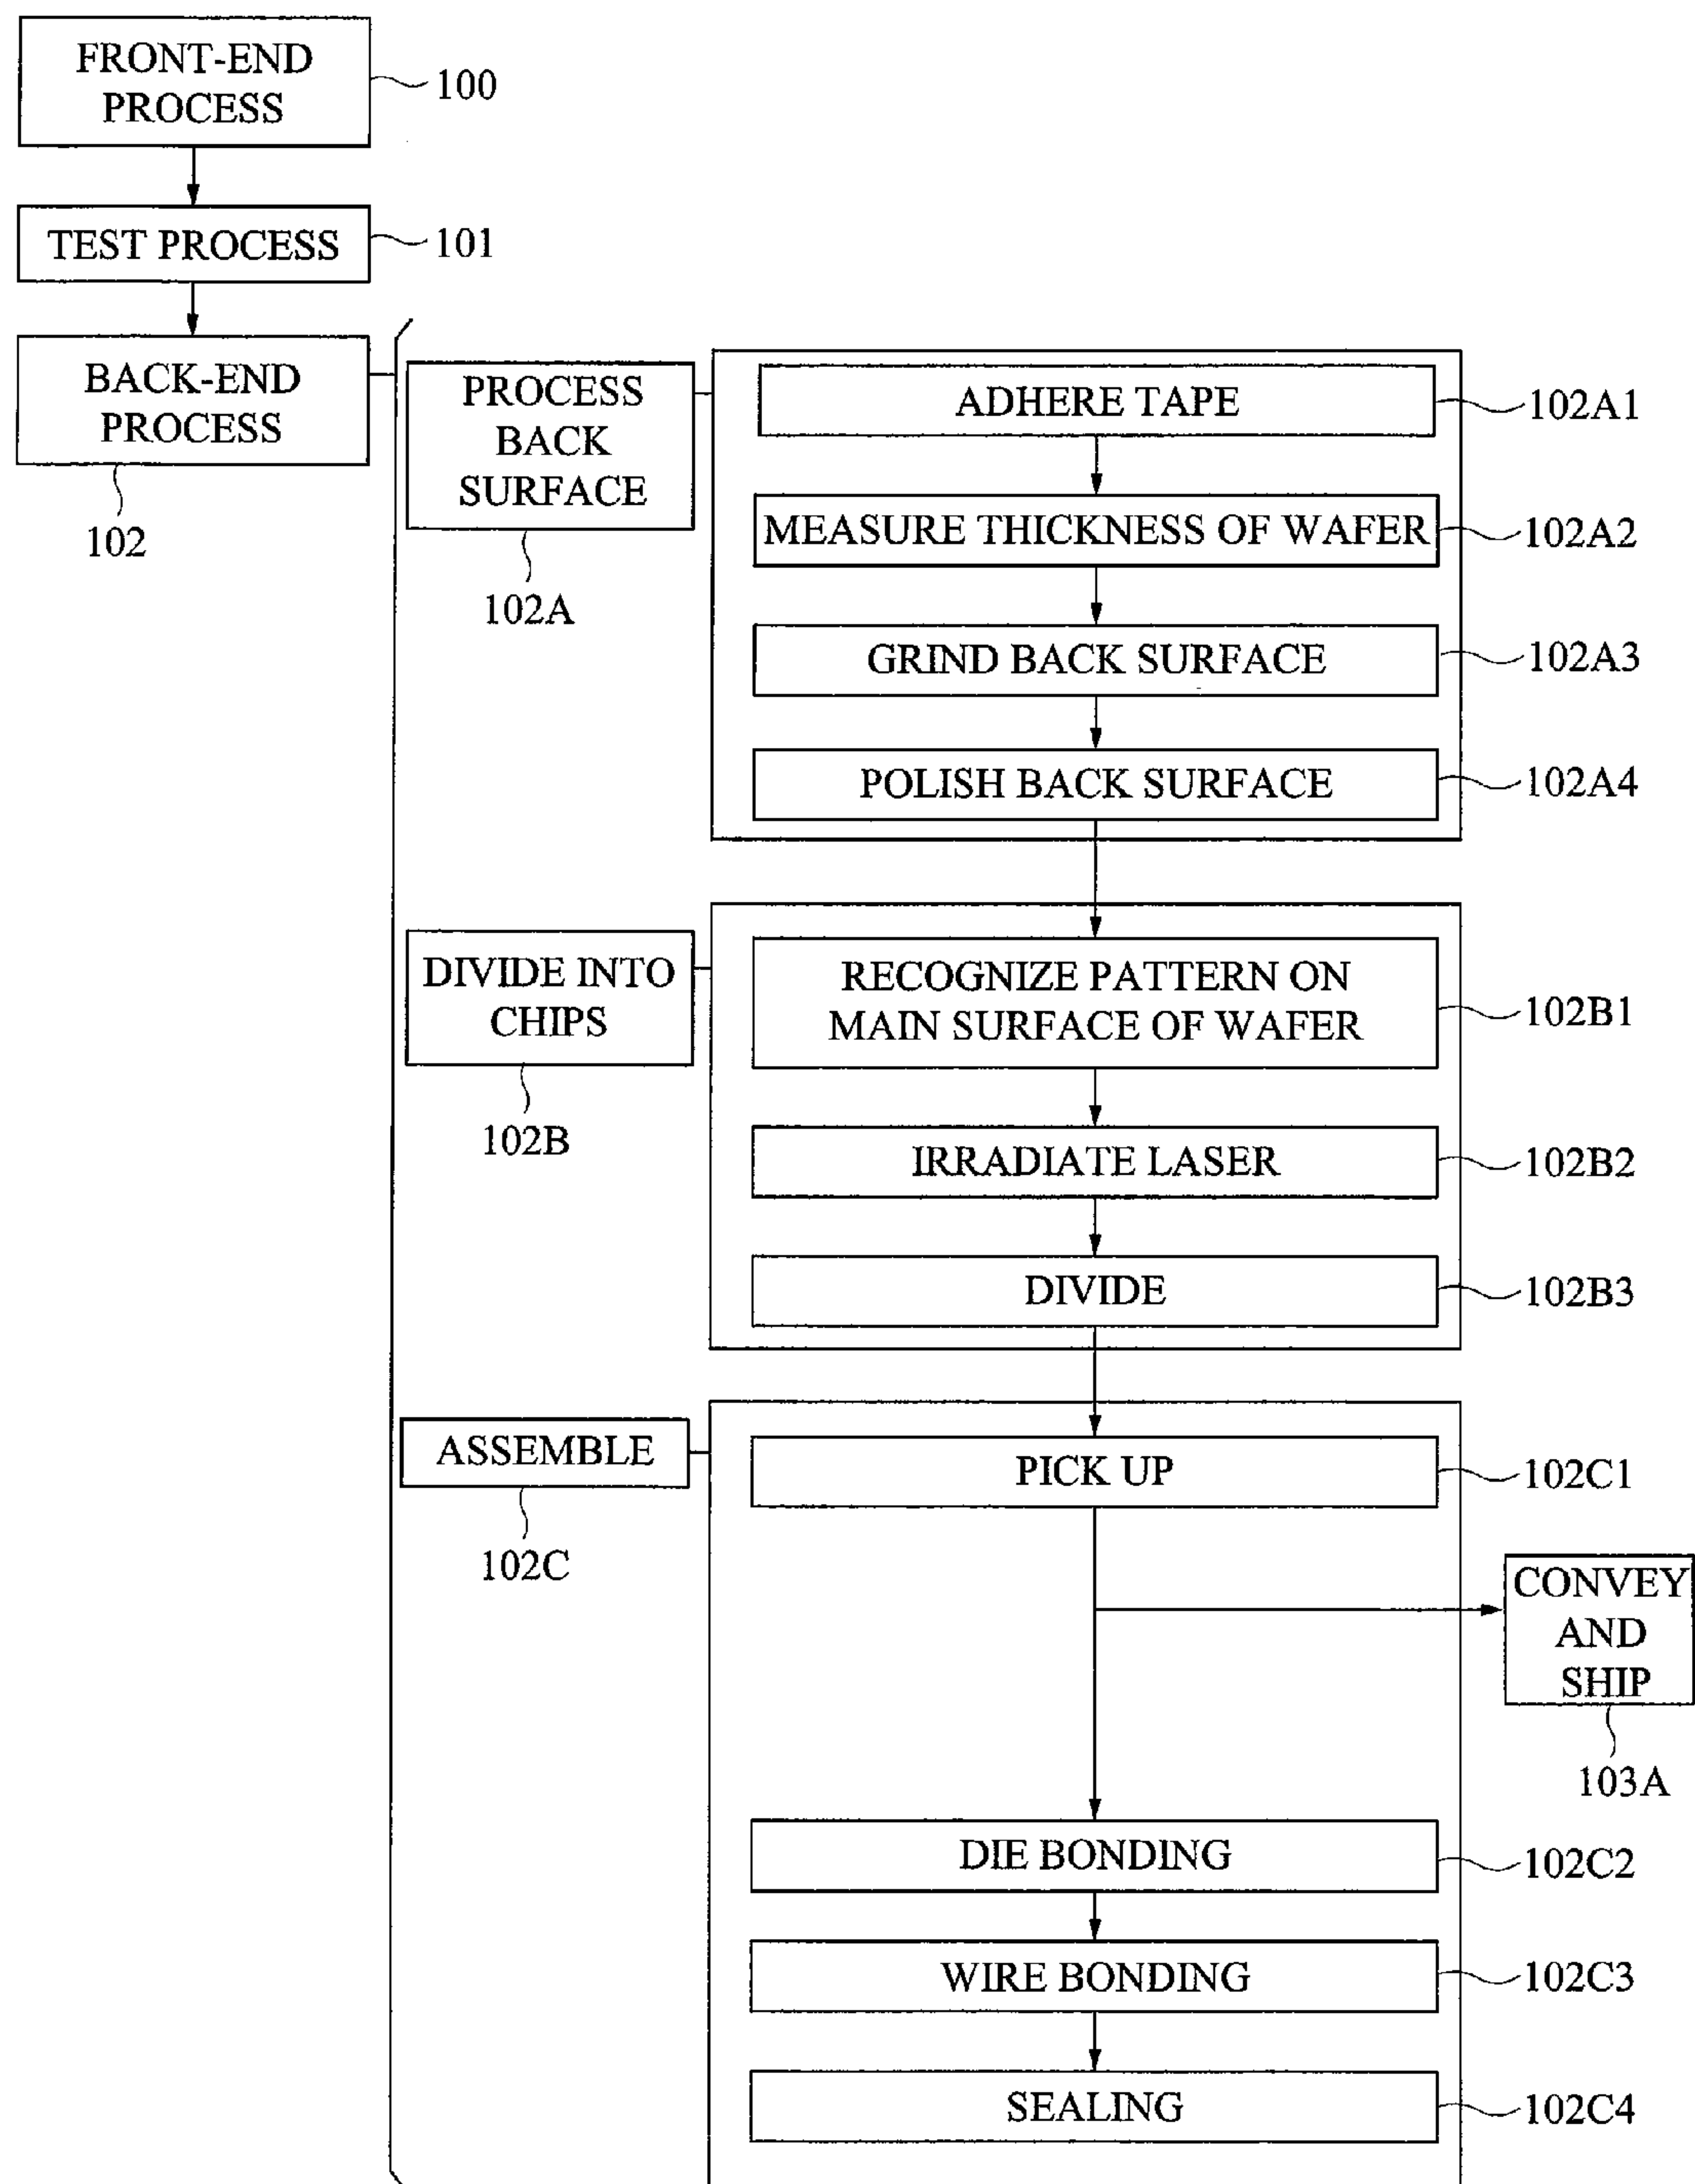 FRONT-END
PROCESS
100
TEST PROCESS
101
BACK-END
PROCESS
102
PROCESS
BACK
SURFACE
102A
ADHERE TAPE
102A1
MEASURE THICKNESS OF WAFER
102A2
GRIND BACK SURFACE
102A3
POLISH BACK SURFACE
102A4
DIVIDE INTO
CHIPS
102B
RECOGNIZE PATTERN ON
MAIN SURFACE OF WAFER
102B1
IRRADIATE LASER
102B2
DIVIDE
102B3
ASSEMBLE
102C
PICK UP
102C1
CONVEY
AND
SHIP
103A
DIE BONDING
102C2
WIRE BONDING
102C3
SEALING
102C4